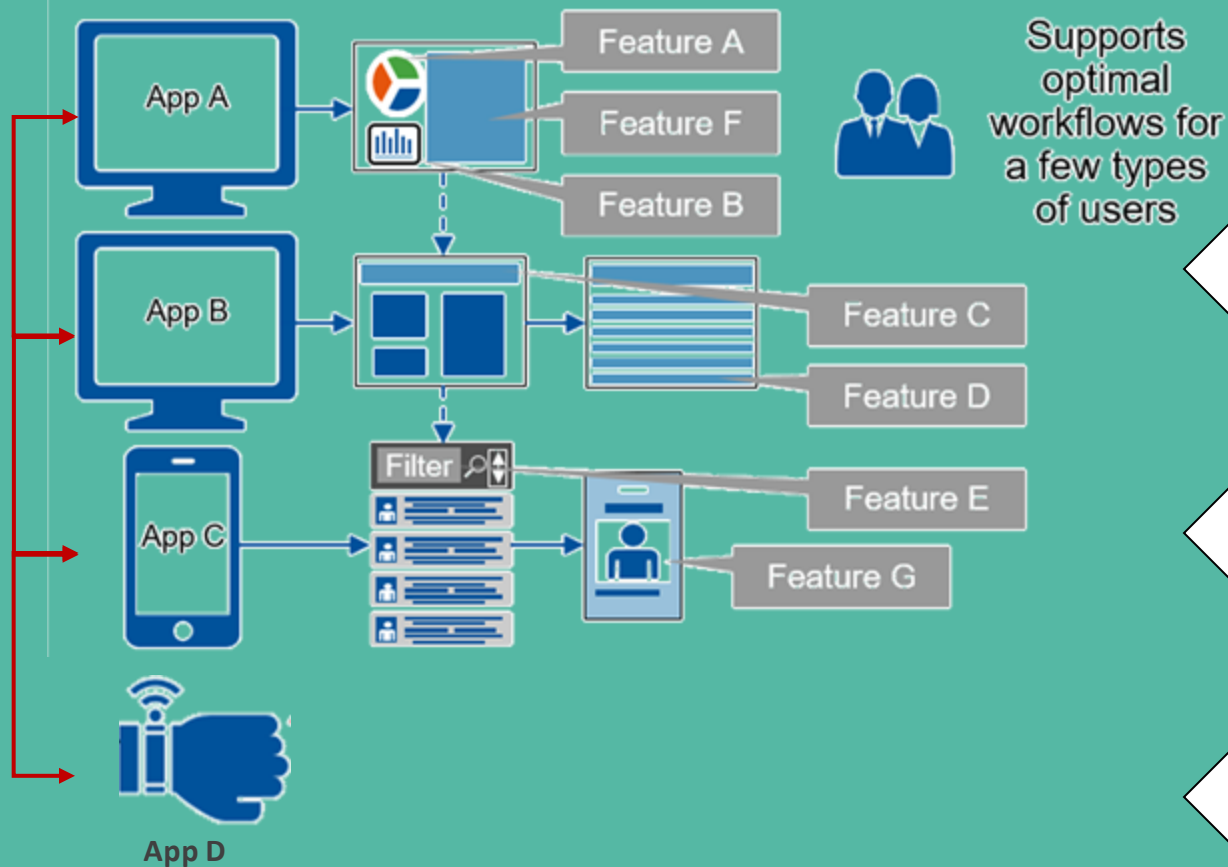 App A
Feature A
Feature F
Feature B
Supports
optimal
workflows for
a few types
of users
App B
Feature C
Feature D
App C
Filter
Feature E
Feature G
App D